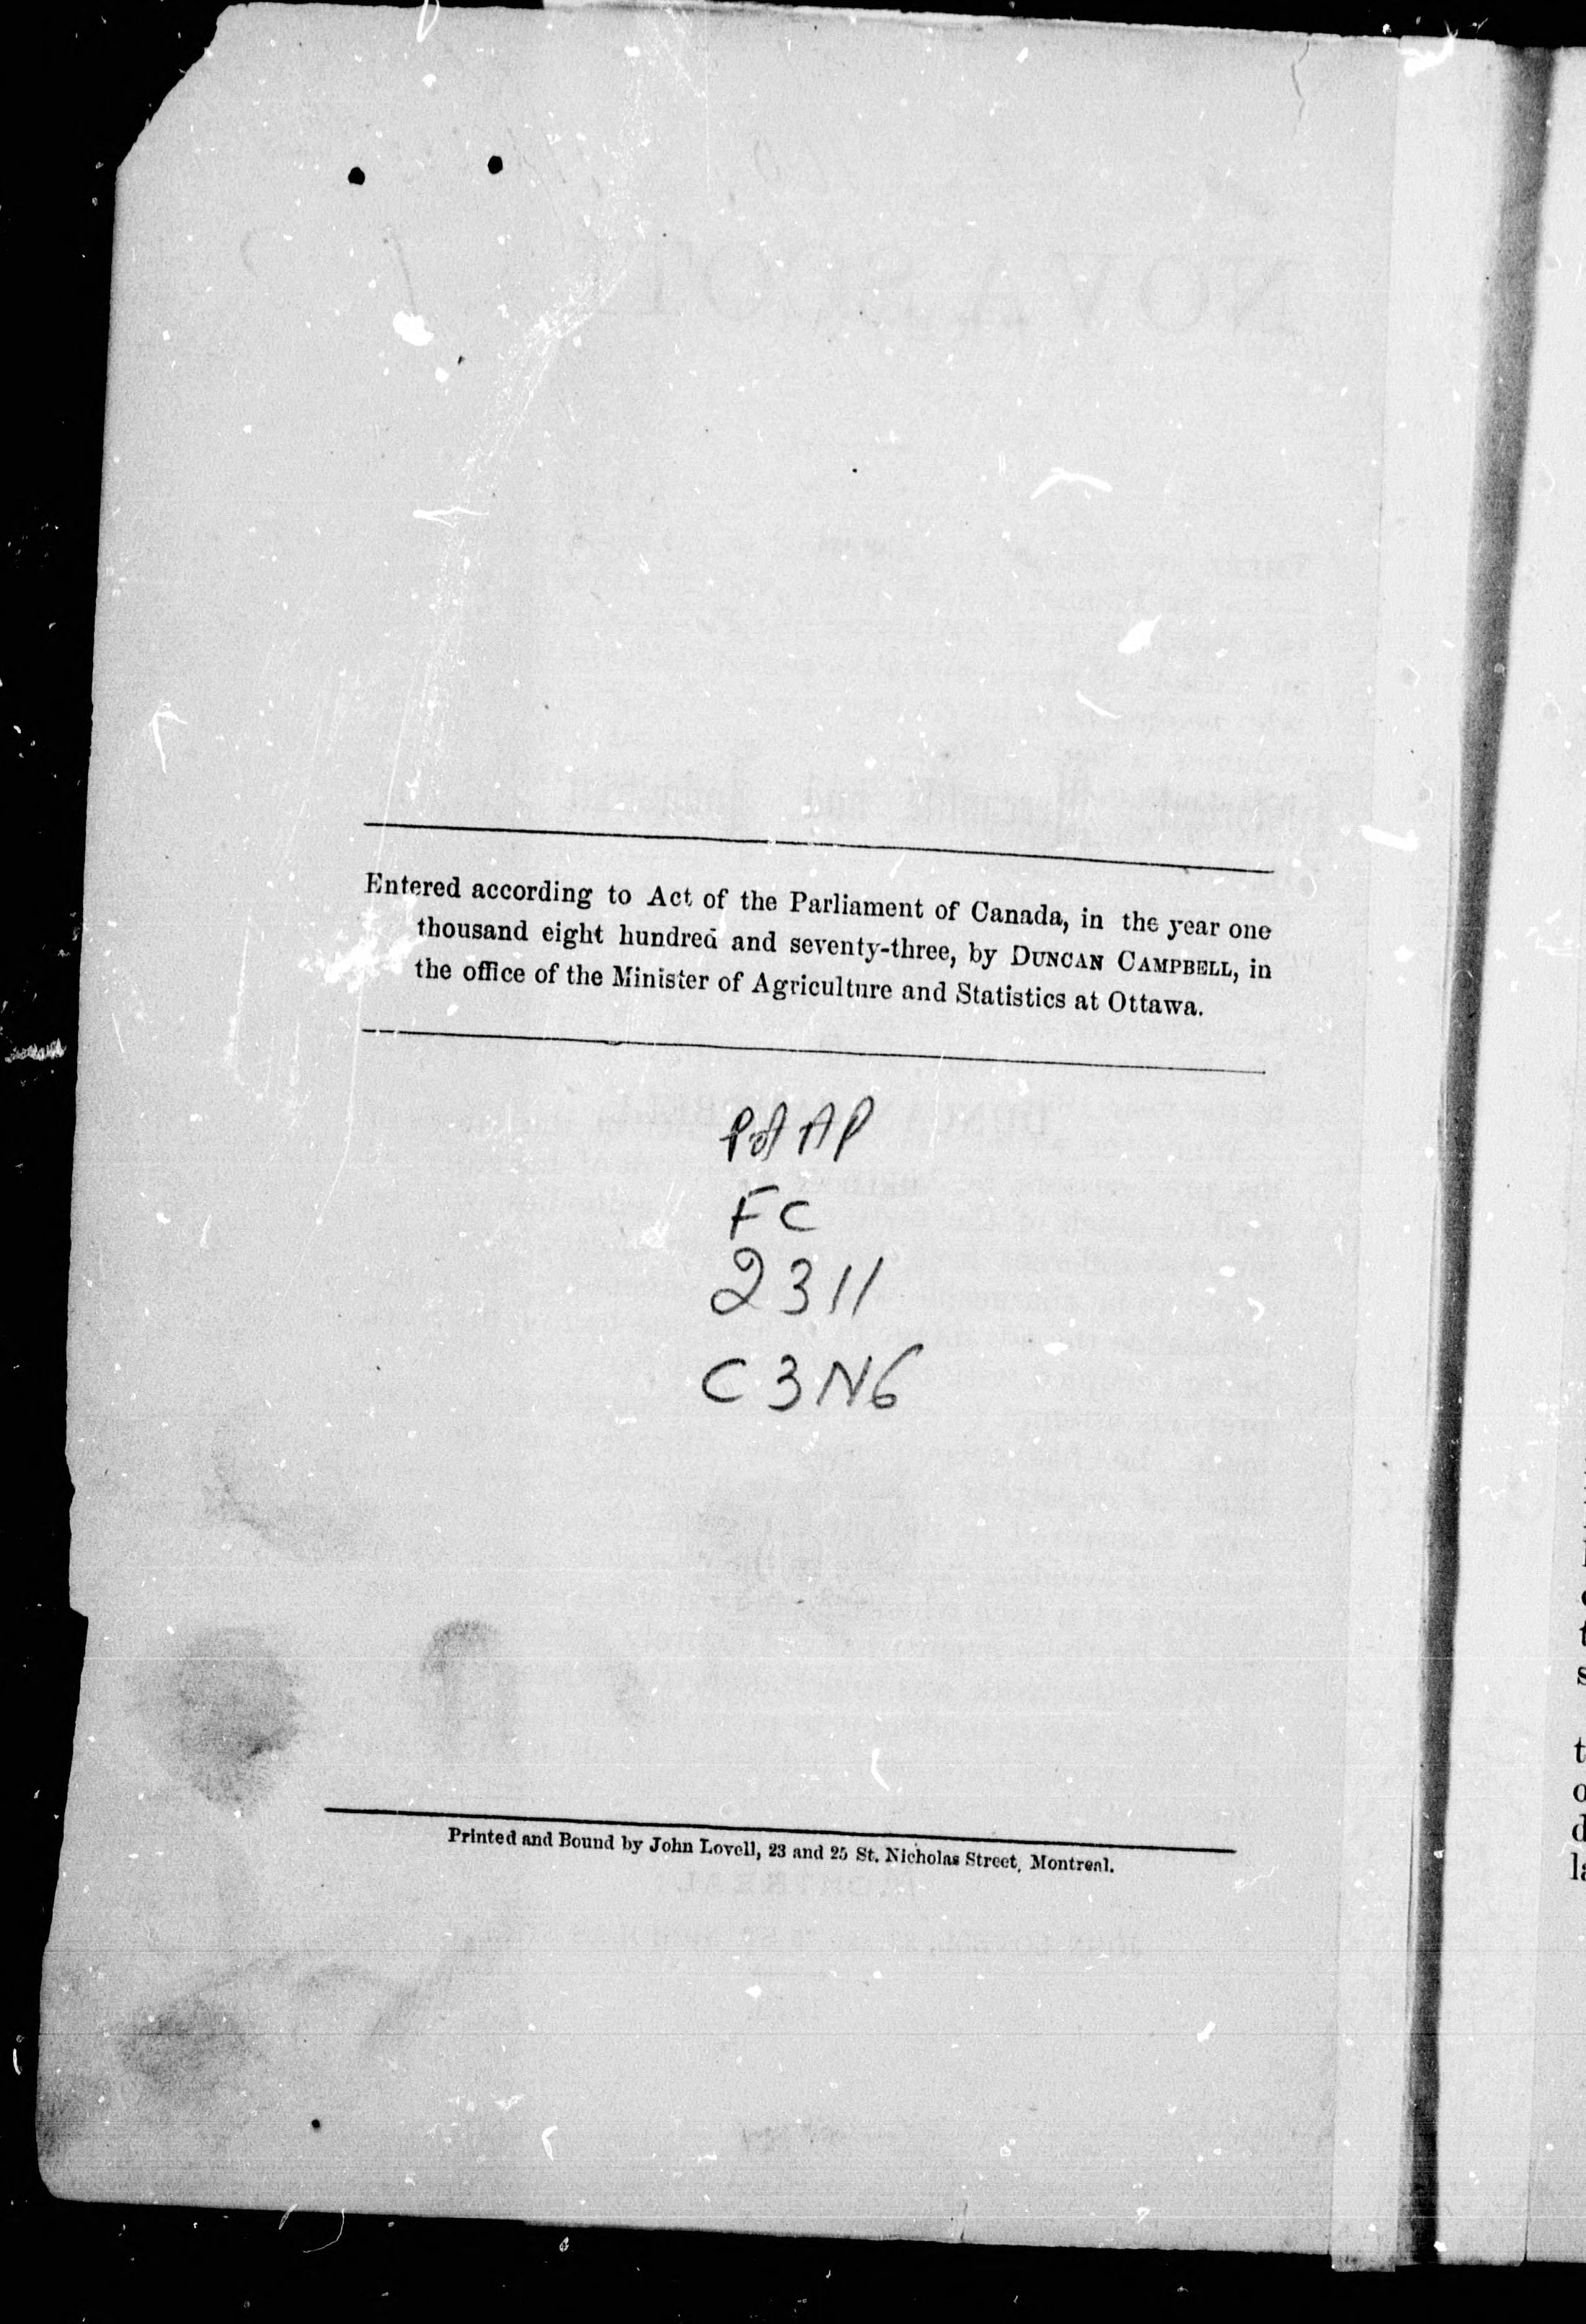 Entered according to Act of the Parliament of Canada, in the year one
thousand eight hundred and seventy-three, by DUNCAN CAMPBELL, in
the office of the Minister of Agriculture and Statistics at Ottawa.
PAAP
FC
2311
C3N6
Printed and Bound by John Lovell, 23 and 25 St. Nicholas Street, Montreal.